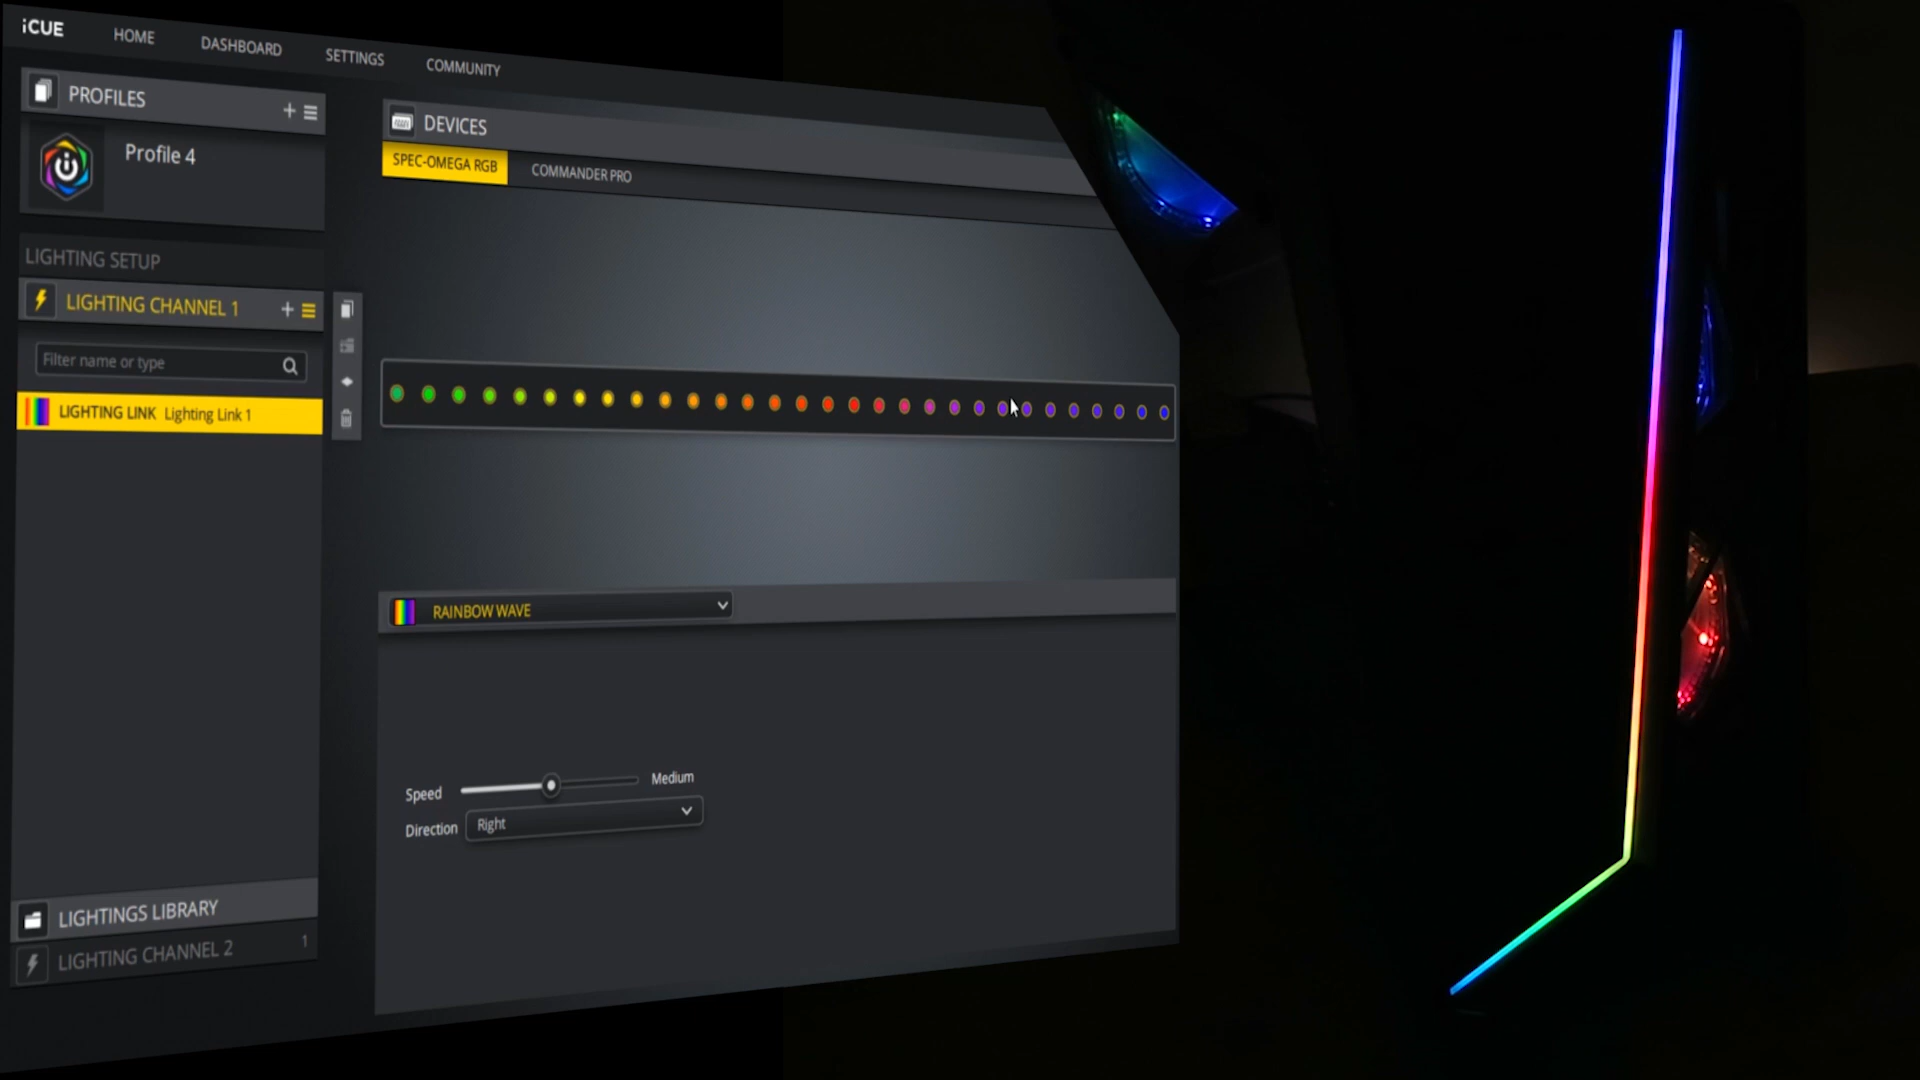 iCUE
HOME
DASHBOARD
SETTINGS
COMMUNITY
PROFILES
Profile 4
LIGHTING SETUP
LIGHTING CHANNEL 1
Filter name or type
LIGHTING LINK Lighting Link 1
LIGHTINGS LIBRARY
LIGHTING CHANNEL 2 1
DEVICES
SPEC-OMEGA RGB
COMMANDER PRO
RAINBOW WAVE
Speed
Medium
Direction
Right